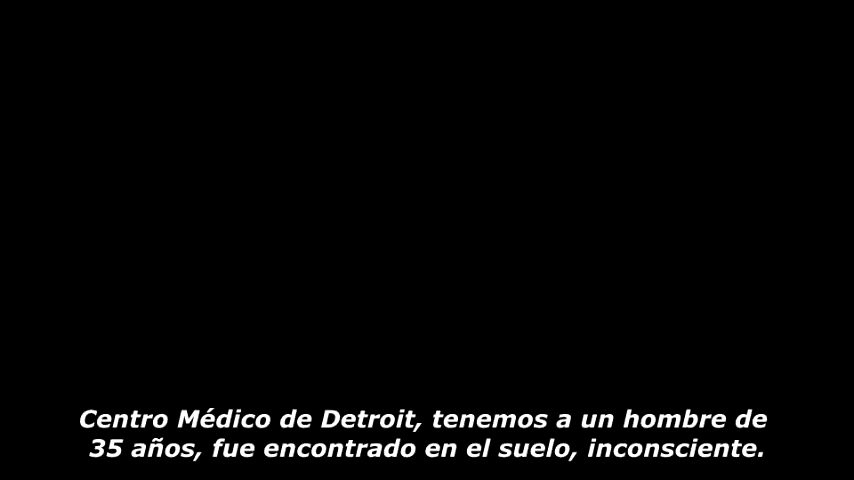 Centro Médico de Detroit, tenemos a un hombre de
35 años, fue encontrado en el suelo, inconsciente.